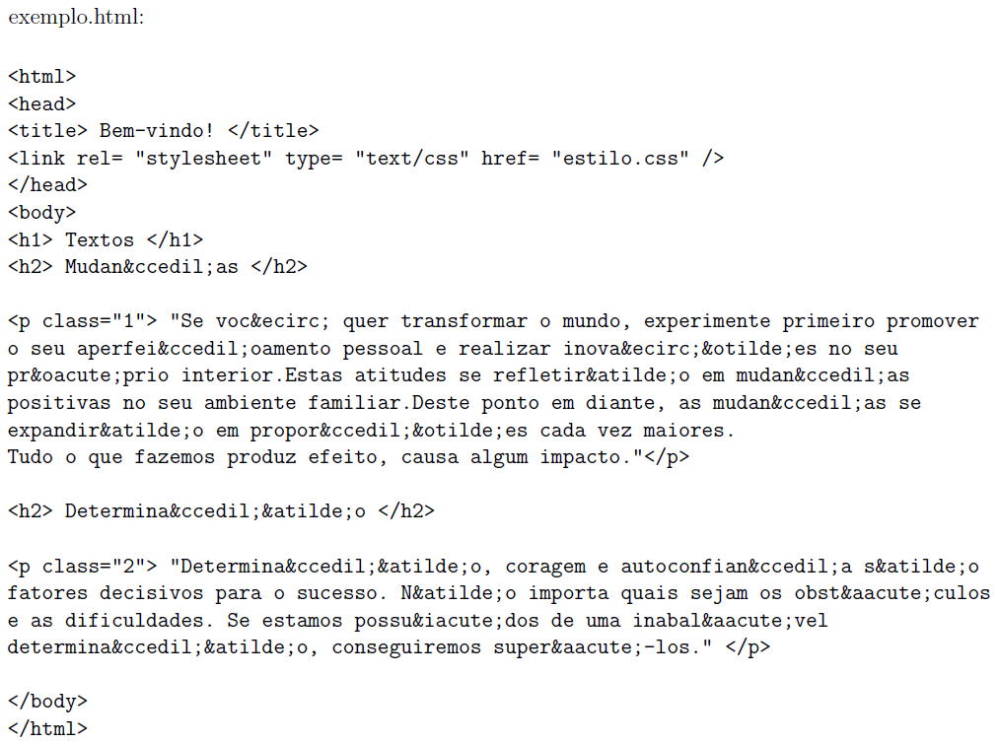 exemplo.html:
<html>
<head>
<title> Bem-vindo! </title>
<link rel= "stylesheet" type= "text/css" href= "estilo.css" />
</head>
<body>
<h1> Textos </h1>
<h2> Mudan&ccedil;as </h2>
<p class="1"> "Se voc&ecirc; quer transformar o mundo, experimente primeiro promover
o seu aperfei&ccedil;oamento pessoal e realizar inova&ecirc;&otilde;es no seu
pr&oacute;prio interior.Estas atitudes se refletir&atilde;o em mudan&ccedil;as
positivas no seu ambiente familiar.Deste ponto em diante, as mudan&ccedil;as se
expandir&atilde;o em propor&ccedil;&otilde;es cada vez maiores.
Tudo o que fazemos produz efeito, causa algum impacto."</p>
<h2> Determina&ccedil;&atilde;o </h2>
<p class="2"> "Determina&ccedil;&atilde;o, coragem e autoconfian&ccedil;a s&atilde;o
fatores decisivos para o sucesso. N&atilde;o importa quais sejam os obst&aacute;culos
e as dificuldades. Se estamos possu&iacute;dos de uma inabal&aacute;vel
determina&ccedil;&atilde;o, conseguiremos super&aacute;-los." </p>
</body>
</html>